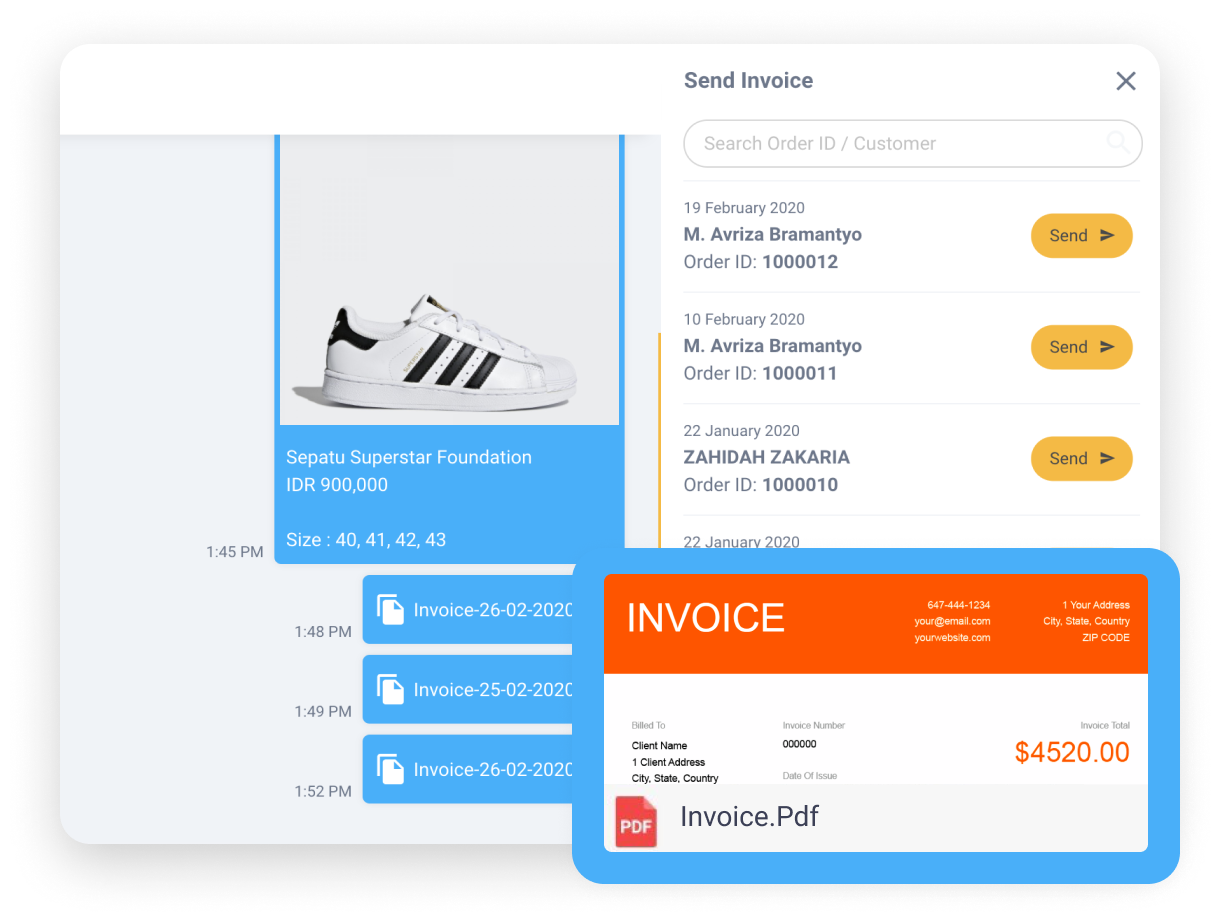 Send Invoice
Search Order ID / Customer
19 February 2020
M. Avriza Bramantyo
Order ID: 1000012
Send
10 February 2020
M. Avriza Bramantyo
Order ID: 1000011
Send
22 January 2020
ZAHIDAH ZAKARIA
Order ID: 1000010
Send
22 January 2020
Sepatu Superstar Foundation
IDR 900,000
Size : 40, 41, 42, 43
1:45 PM
Invoice-26-02-2020
1:48 PM
Invoice-25-02-2020
1:49 PM
Invoice-26-02-2020
1:52 PM
INVOICE
647-444-1234
your@email.com
yourwebsite.com
1 Your Address
City, State, Country
ZIP CODE
Billed To
Client Name
1 Client Address
City, State, Country
Invoice Number
000000
Date Of Issue
Invoice Total
$4520.00
PDF
Invoice.Pdf